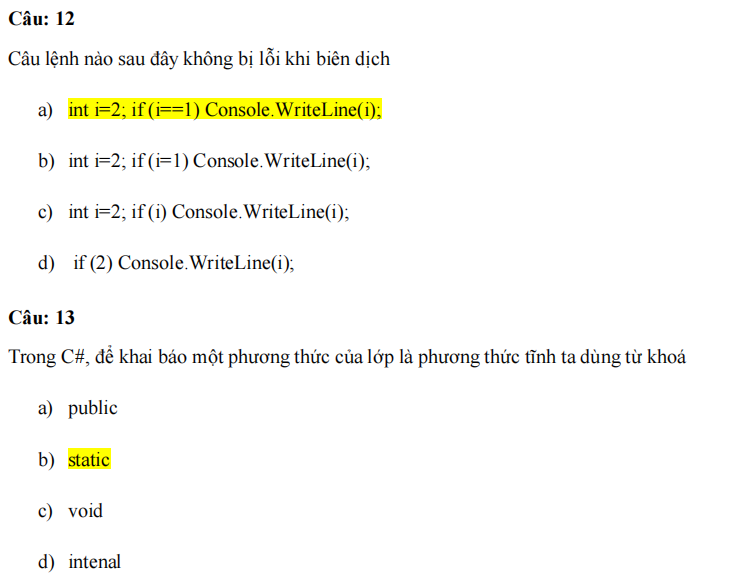 Câu: 12
Câu lệnh nào sau đây không bị lỗi khi biên dịch
a) int i=2; if (i==1) Console.WriteLine(i);
b) int i=2; if (i=1) Console.WriteLine(i);
c) int i=2; if (i) Console.WriteLine(i);
d) if (2) Console.WriteLine(i);
Câu: 13
Trong C#, để khai báo một phương thức của lớp là phương thức tĩnh ta dùng từ khoá
a) public
b) static
c) void
d) intenal